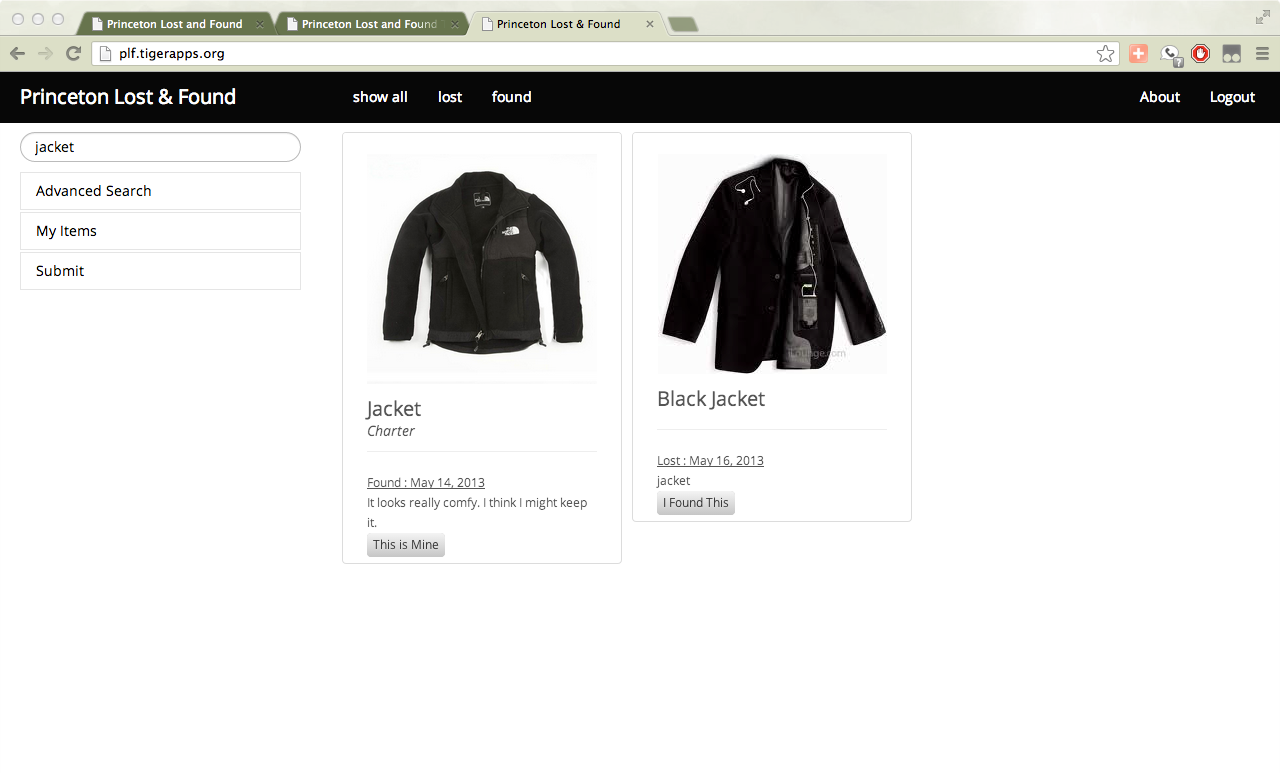 Princeton Lost and Found
Princeton Lost and Found
Princeton Lost & Found
plf.tigerapps.org
Princeton Lost & Found
show all
lost
found
About
Logout
jacket
Advanced Search
My Items
Submit
Jacket
Charter
Found : May 14, 2013
It looks really comfy. I think I might keep
it.
This is Mine
iLounge.com
Black Jacket
Lost : May 16, 2013
jacket
I Found This